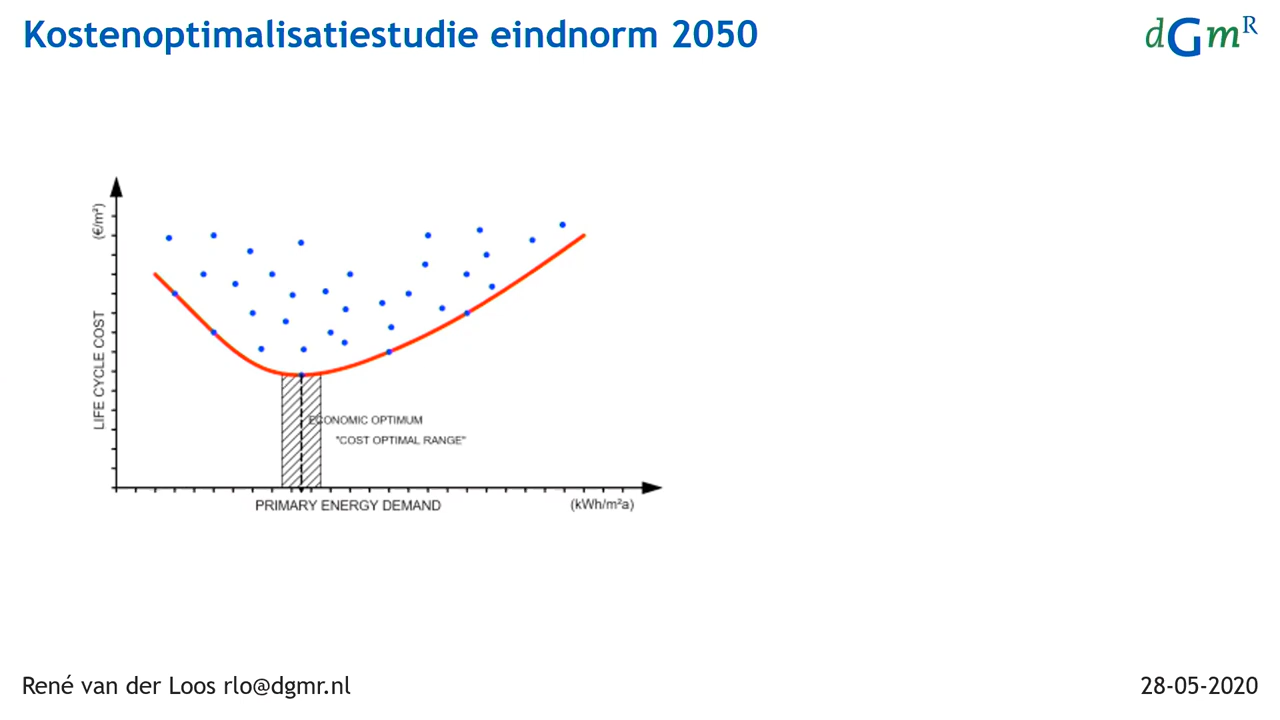 Kostenoptimalisatiestudie eindnorm 2050
dGmR
(€/m²)
LIFE CYCLE COST
ECONOMIC OPTIMUM
"COST OPTIMAL RANGE"
PRIMARY ENERGY DEMAND
(kWh/m²a)
René van der Loos rlo@dgmr.nl
28-05-2020